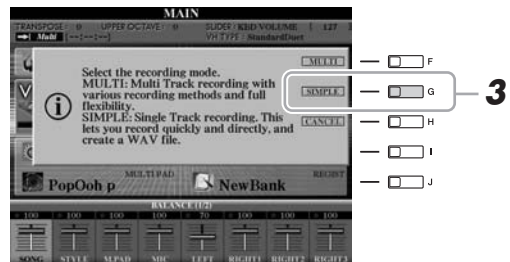 MAIN
TRANSPOSE: 0 UPPER OCTAVE: 0 SLIDER: KBD VOLUME 127
Multi [--:--:--] VH TYPE: StandardDuet
Select the recording mode.
MULTI: Multi Track recording with
various recording methods and full
flexibility.
SIMPLE: Single Track recording. This
lets you record quickly and directly, and
create a WAV file.
MULTI
SIMPLE
CANCEL
F
G
H
I
J
3
MULTI PAD REGIST
PopOoh p NewBank
BALANCE (1/2)
100 100 100 100 70 100 100 100
SONG STYLE M.PAD MIC LEFT RIGHT1 RIGHT2 RIGHT3